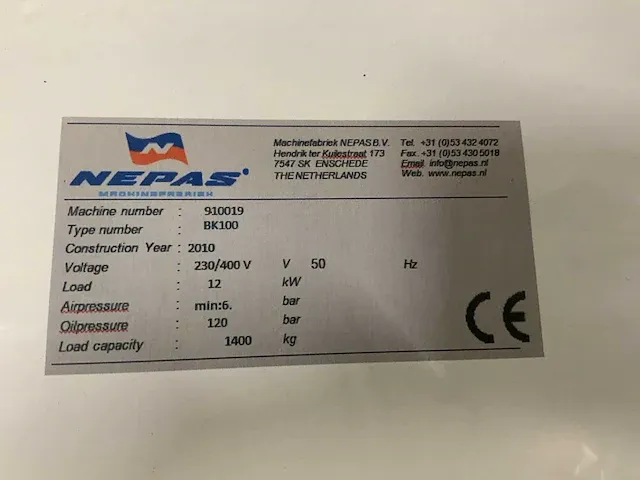 N
NEPAS
MACHINEFABRIEK
Machinefabriek NEPAS B.V.
Hendrik ter Kuilestraat 173
7547 SK ENSCHEDE
THE NETHERLANDS
Tel. +31 (0)53 432 4072
Fax. +31 (0)53 430 5018
Email. info@nepas.nl
Web. www.nepas.nl
Machine number : 910019
Type number : BK100
Construction Year : 2010
Voltage : 230/400 V V 50 Hz
Load : 12 kW
Airpressure : min:6. bar
Oilpressure : 120 bar
Load capacity : 1400 kg
CE